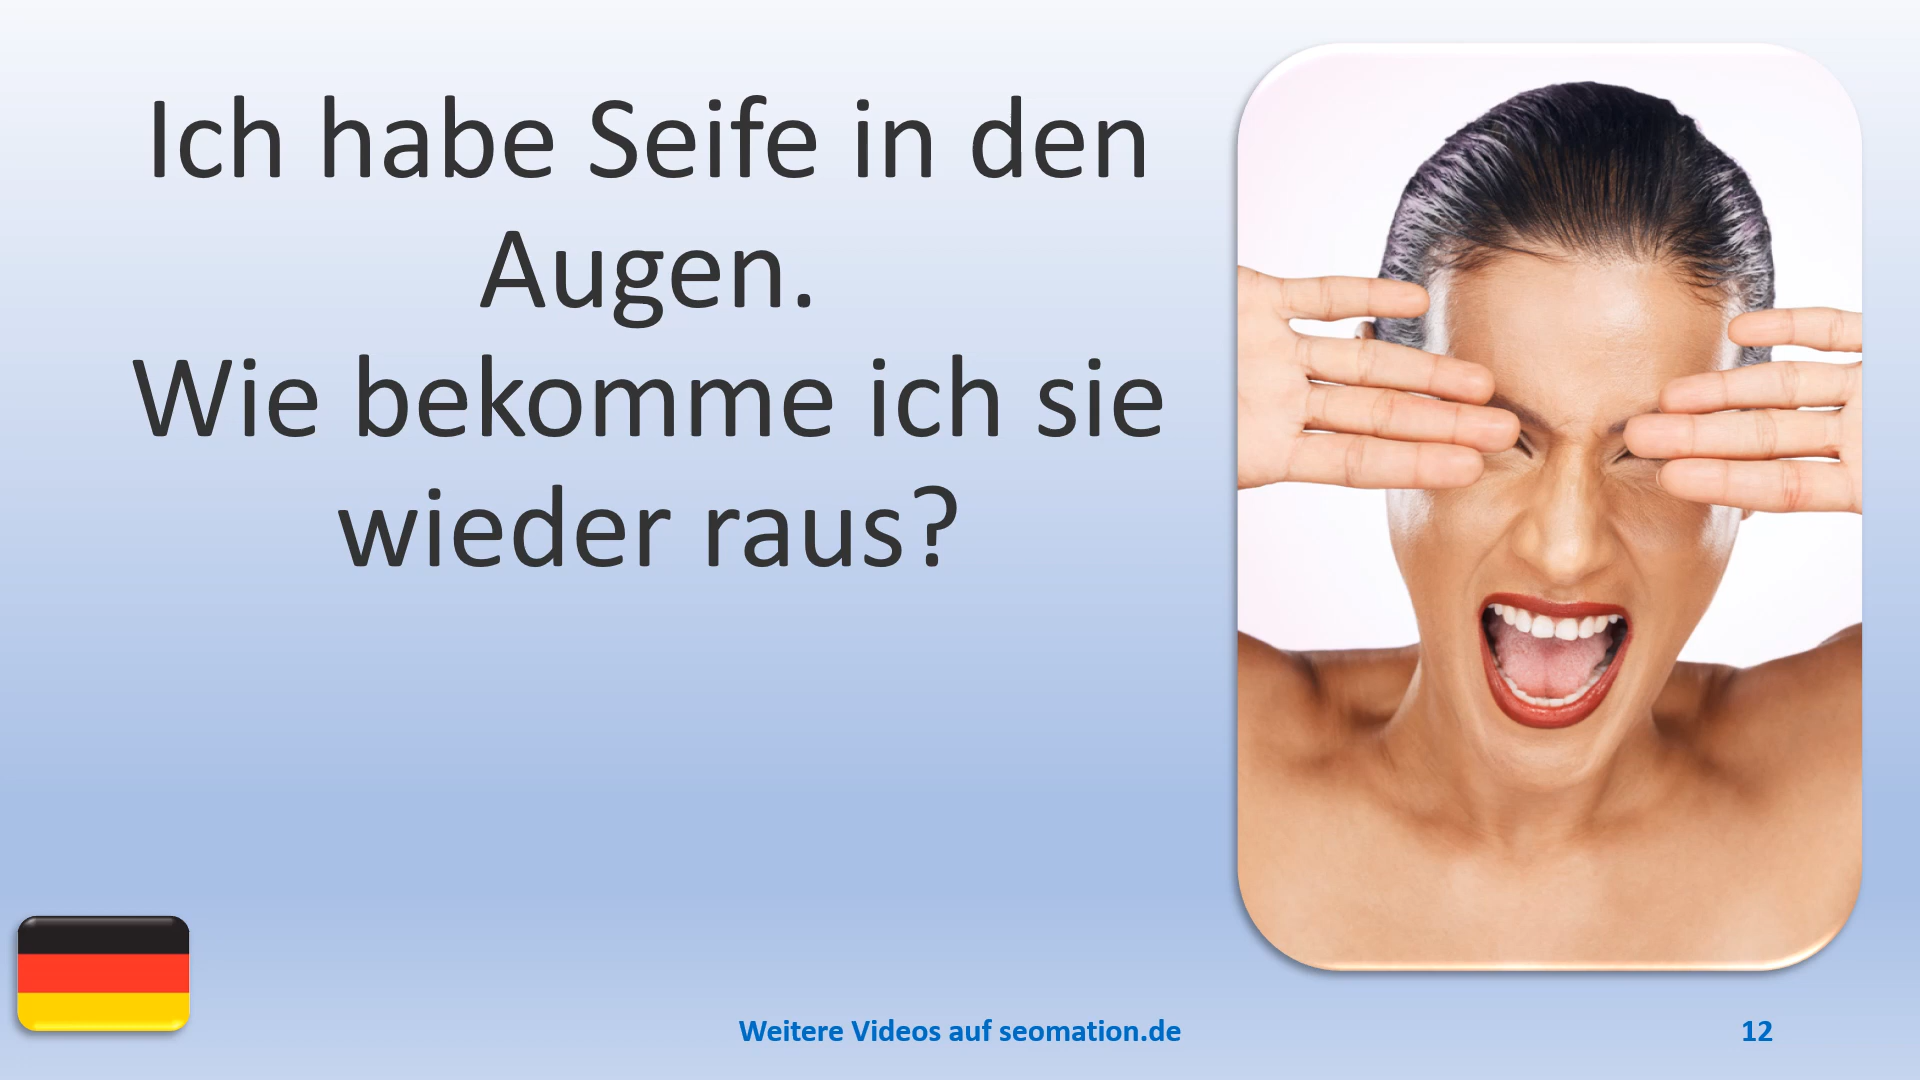 Ich habe Seife in den
Augen.
Wie bekomme ich sie
wieder raus?
Weitere Videos auf seomation.de
12